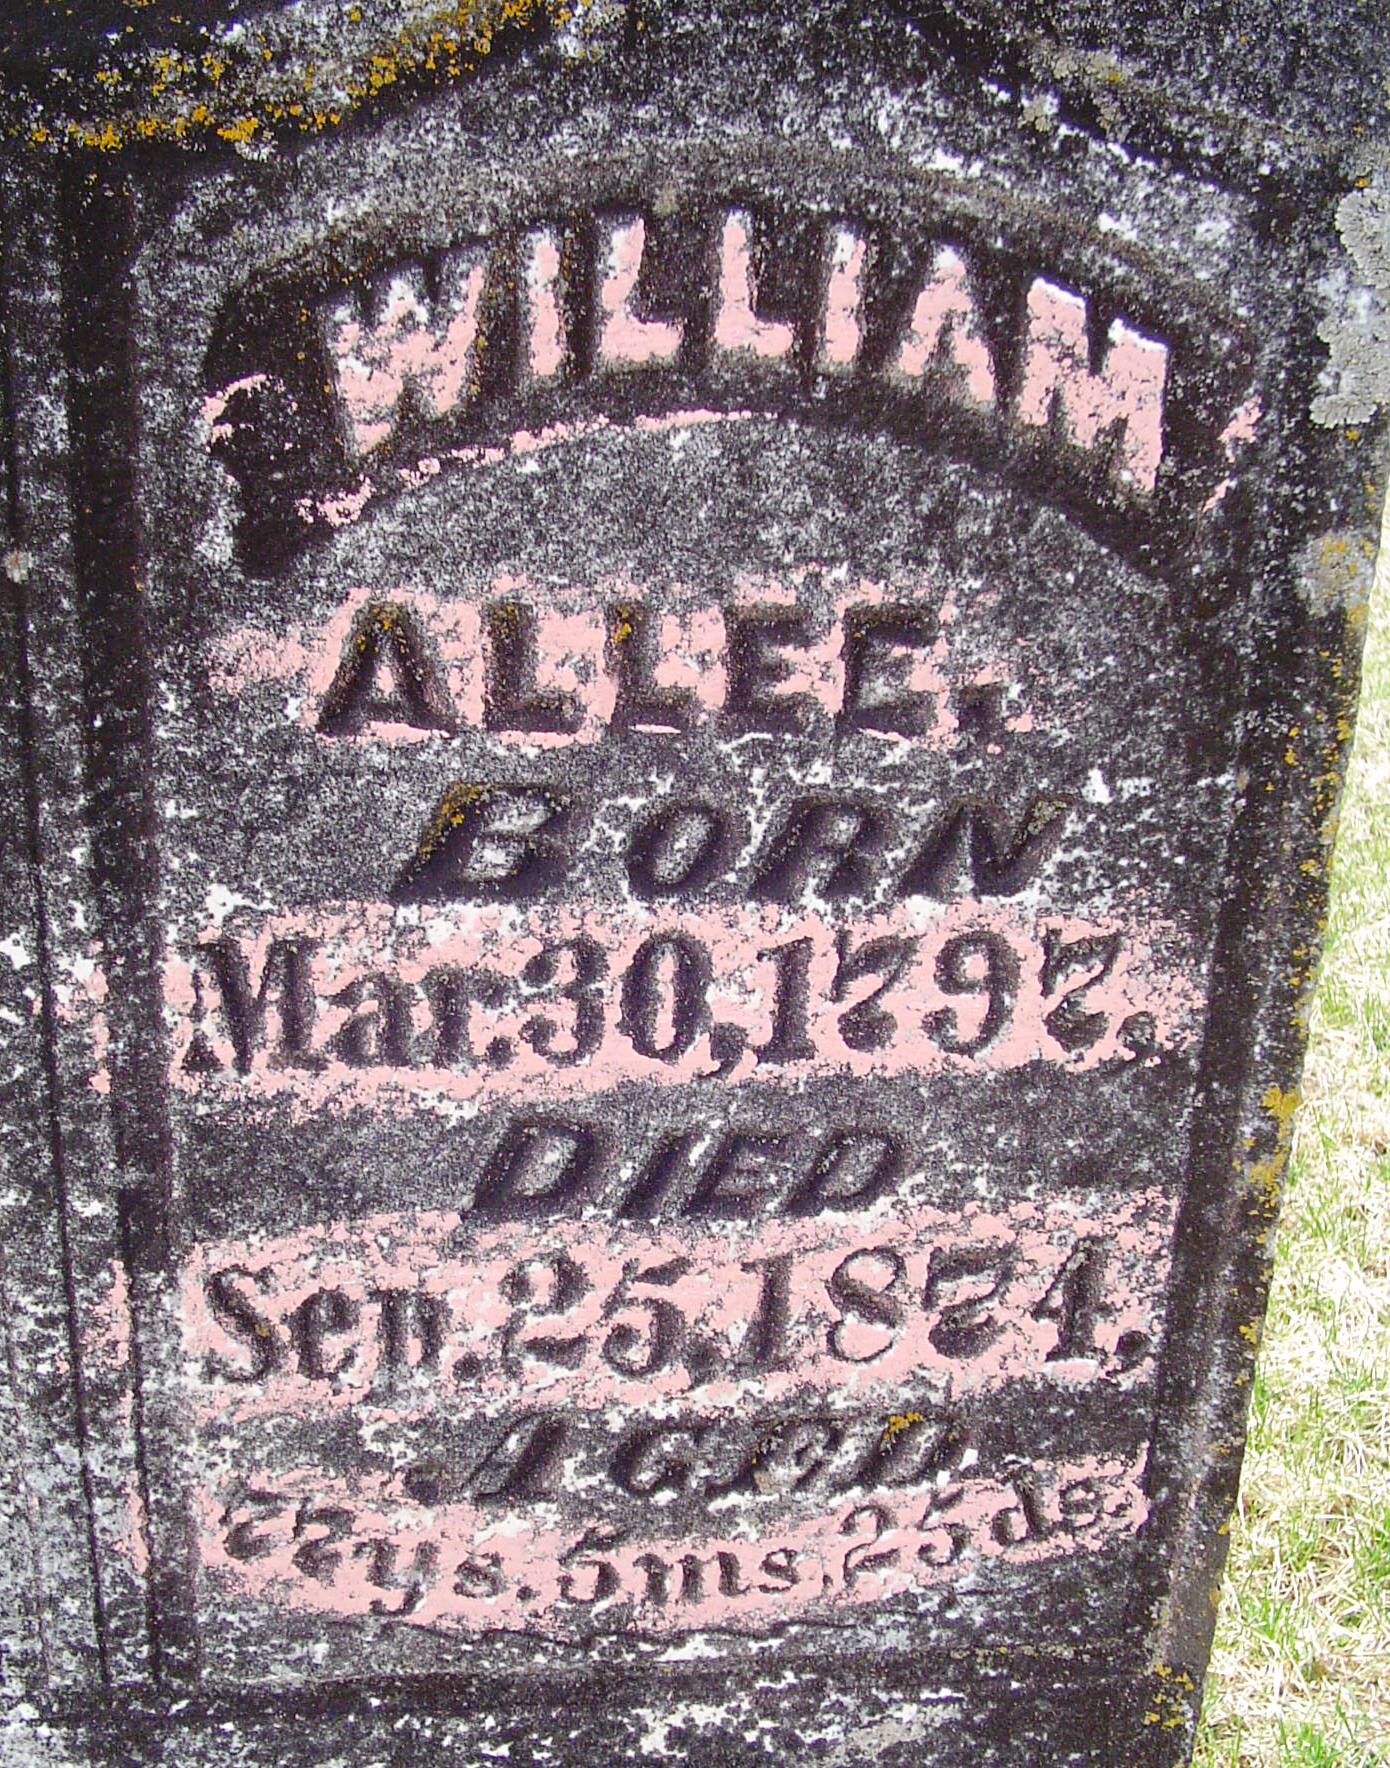 WILLIAM
ALLEE,
BORN
Mar. 30, 1797,
DIED
Sep. 25, 1874.
AGED
77ys. 5ms. 25ds.